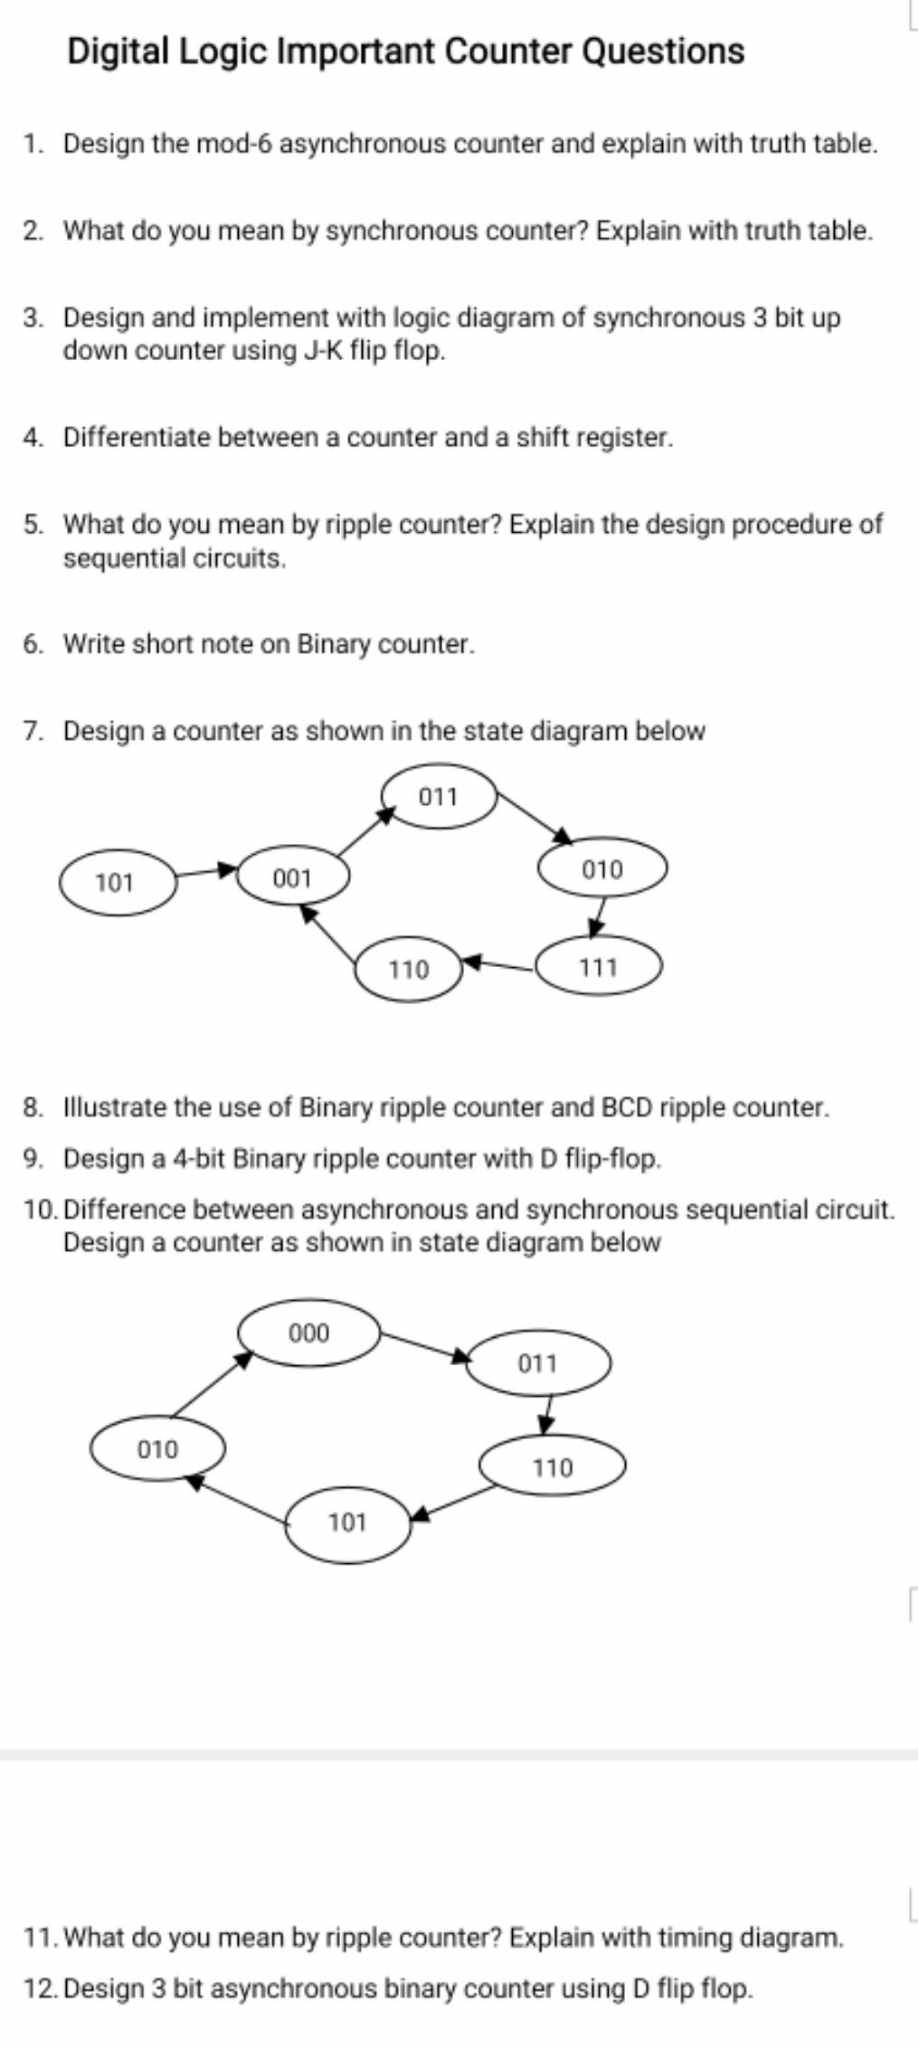 Digital Logic Important Counter Questions
1. Design the mod-6 asynchronous counter and explain with truth table.
2. What do you mean by synchronous counter? Explain with truth table.
3. Design and implement with logic diagram of synchronous 3 bit up
down counter using J-K flip flop.
4. Differentiate between a counter and a shift register.
5. What do you mean by ripple counter? Explain the design procedure of
sequential circuits.
6. Write short note on Binary counter.
7. Design a counter as shown in the state diagram below
011
101
001
010
110
111
8. Illustrate the use of Binary ripple counter and BCD ripple counter.
9. Design a 4-bit Binary ripple counter with D flip-flop.
10. Difference between asynchronous and synchronous sequential circuit.
Design a counter as shown in state diagram below
000
011
010
110
101
11. What do you mean by ripple counter? Explain with timing diagram.
12. Design 3 bit asynchronous binary counter using D flip flop.